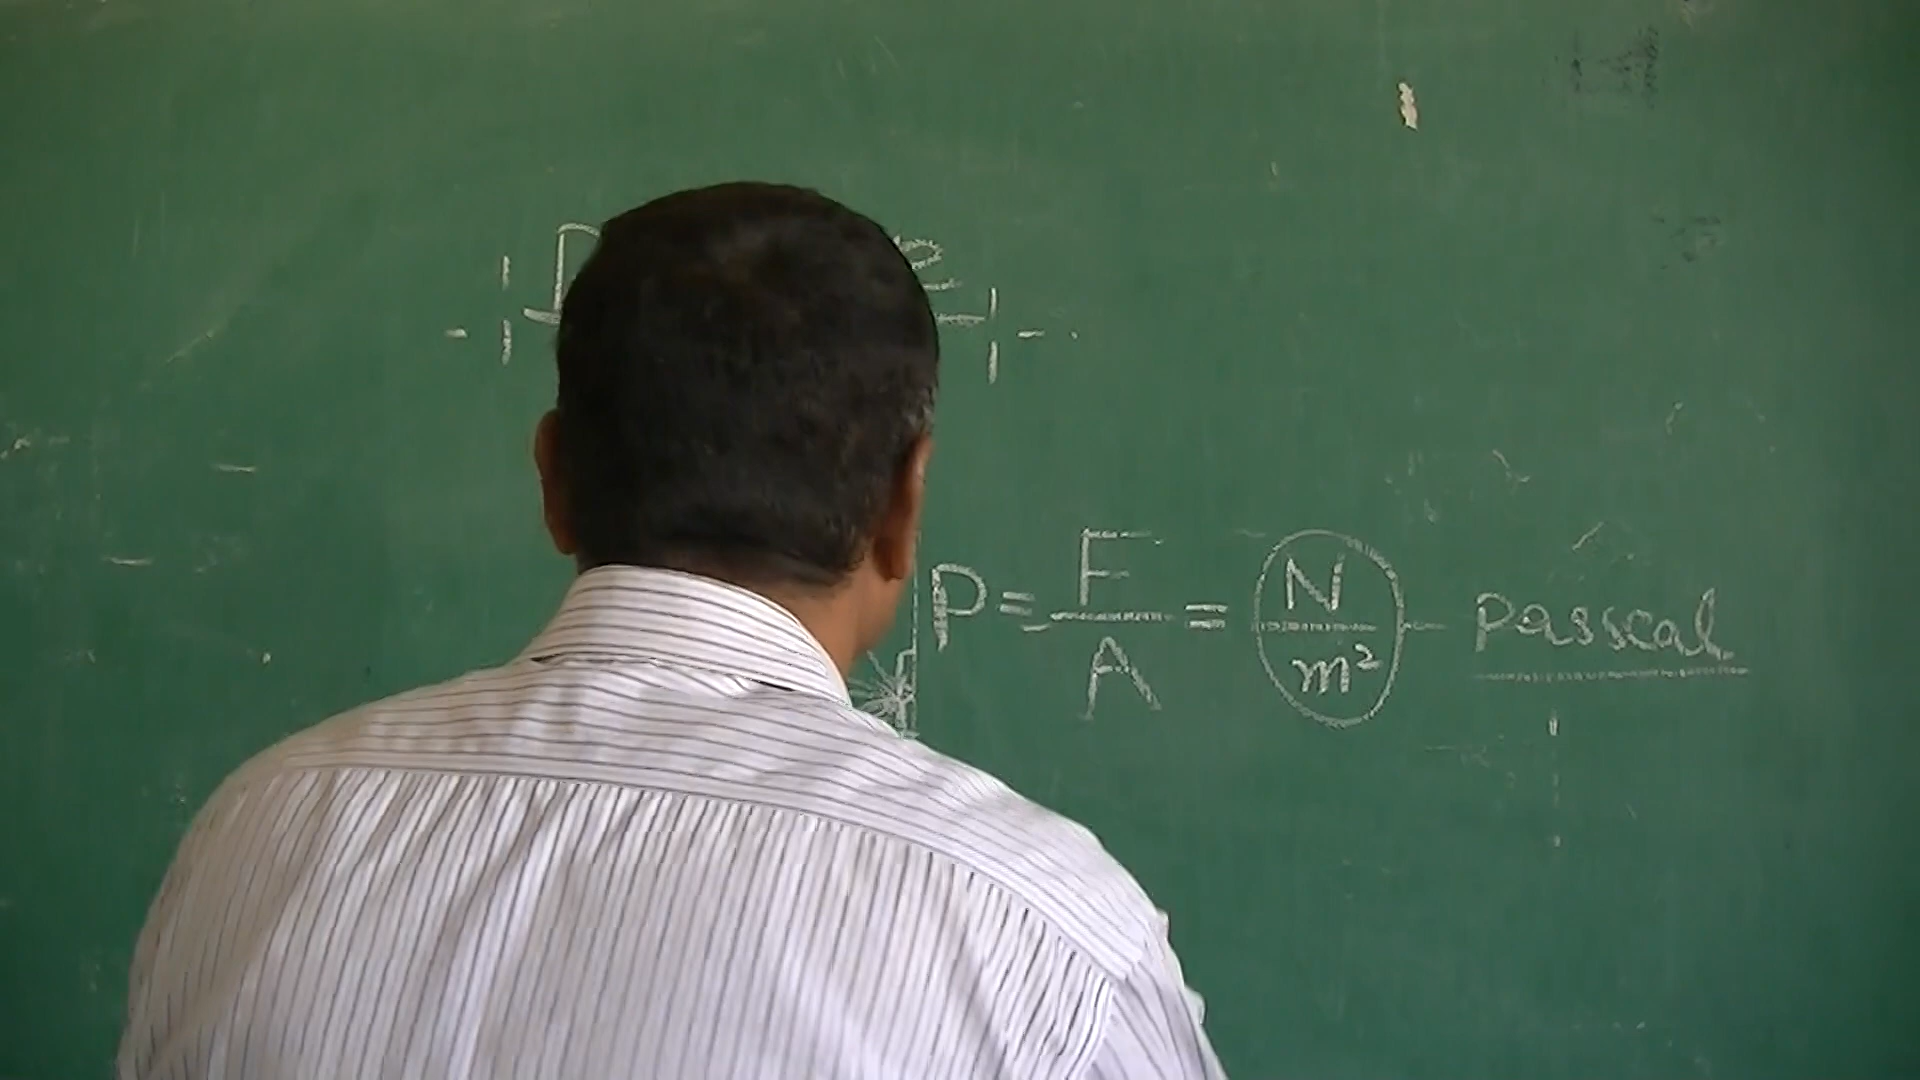 P = F/A = N/m² - passcal